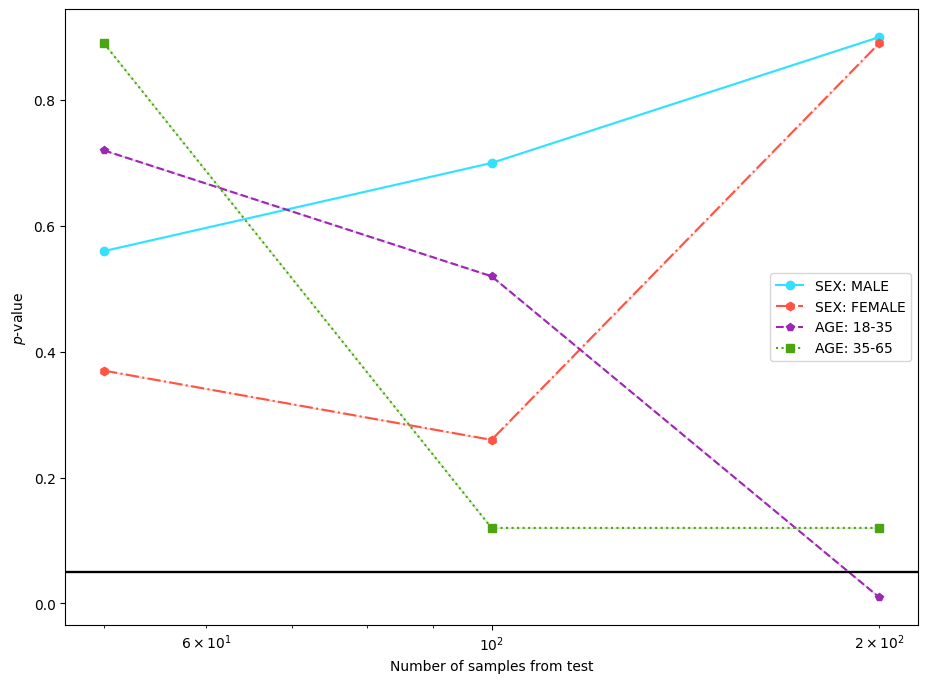 0.8
0.6
0.4
0.2
0.0
p-value
SEX: MALE
SEX: FEMALE
AGE: 18-35
AGE: 35-65
6 × 10¹
10²
2 × 10²
Number of samples from test